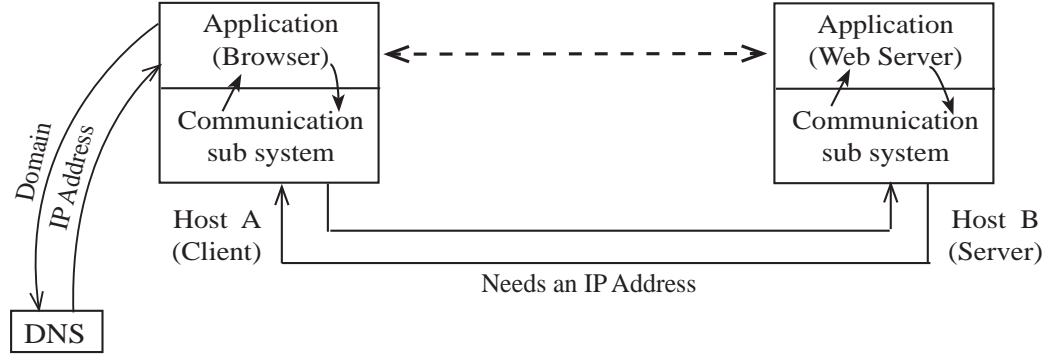 Application
(Browser)
Communication
sub system
Application
(Web Server)
Communication
sub system
Domain
IP Address
Host A
(Client)
Host B
(Server)
Needs an IP Address
DNS